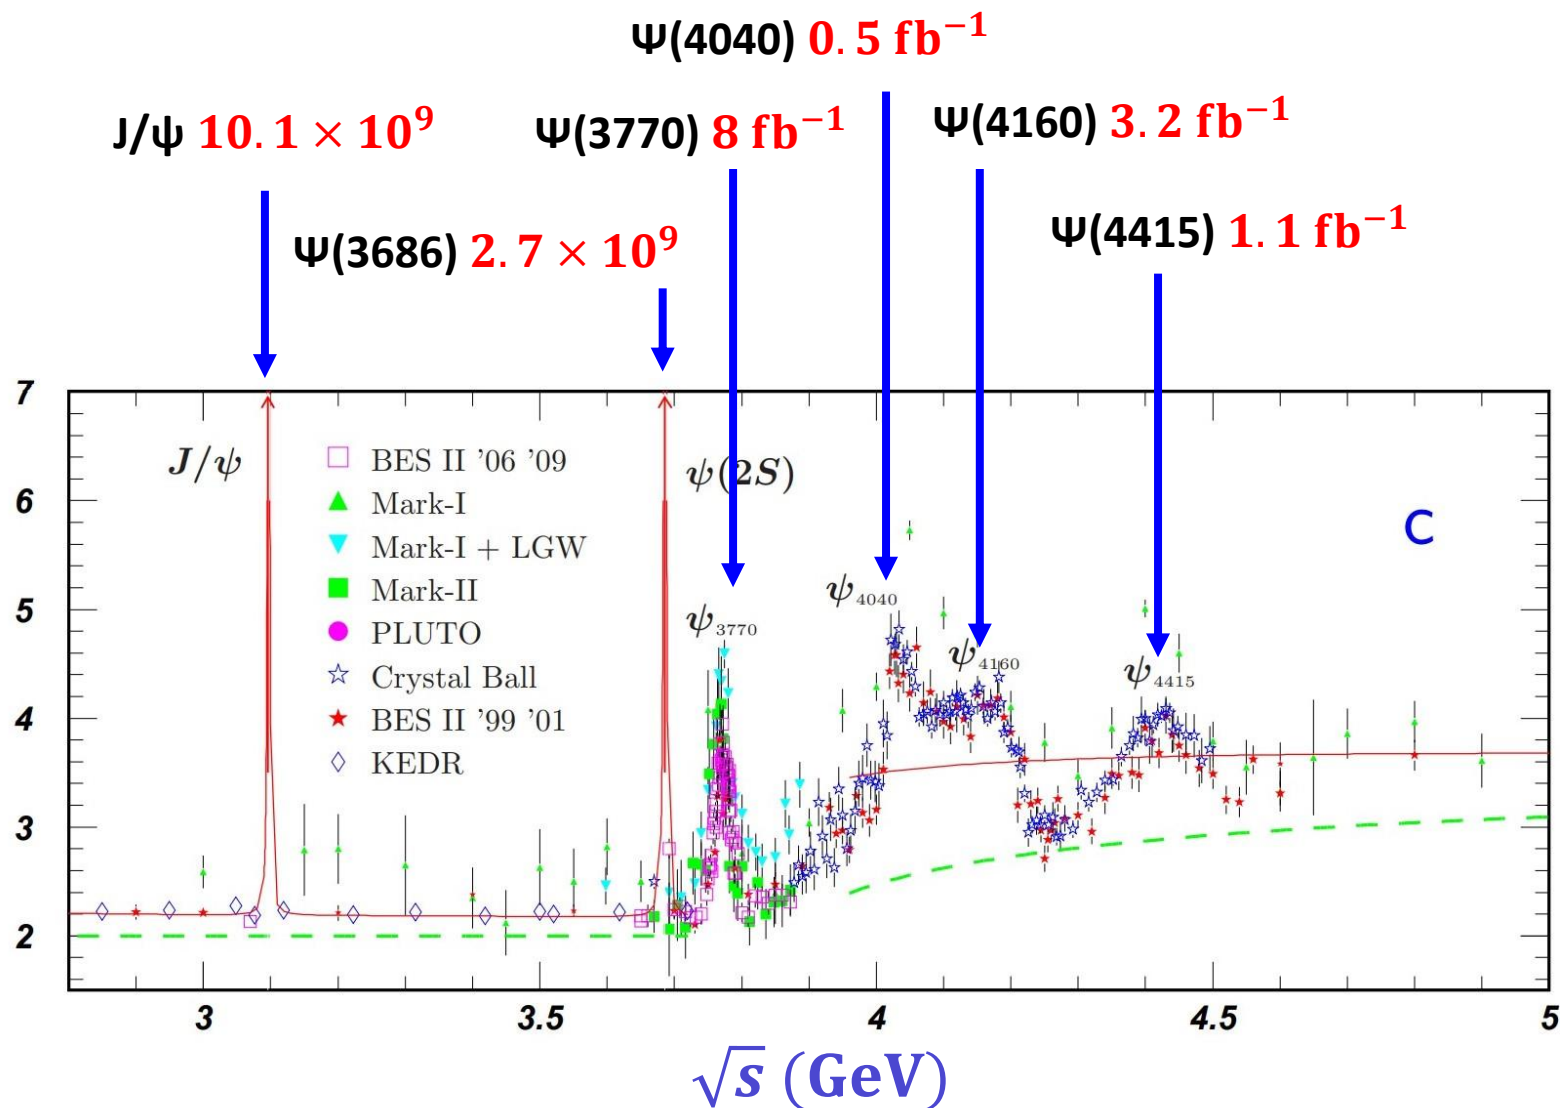 Ψ(4040) 0.5 fb⁻¹
J/ψ 10.1 × 10⁹
Ψ(3770) 8 fb⁻¹
Ψ(4160) 3.2 fb⁻¹
Ψ(3686) 2.7 × 10⁹
Ψ(4415) 1.1 fb⁻¹
7
6
5
4
3
2
J/ψ
ψ(2S)
BES II '06 '09
Mark-I
Mark-I + LGW
Mark-II
PLUTO
Crystal Ball
BES II '99 '01
KEDR
C
ψ₃₇₇₀
ψ₄₀₄₀
ψ₄₁₆₀
ψ₄₄₁₅
3
3.5
4
4.5
5
√s (GeV)